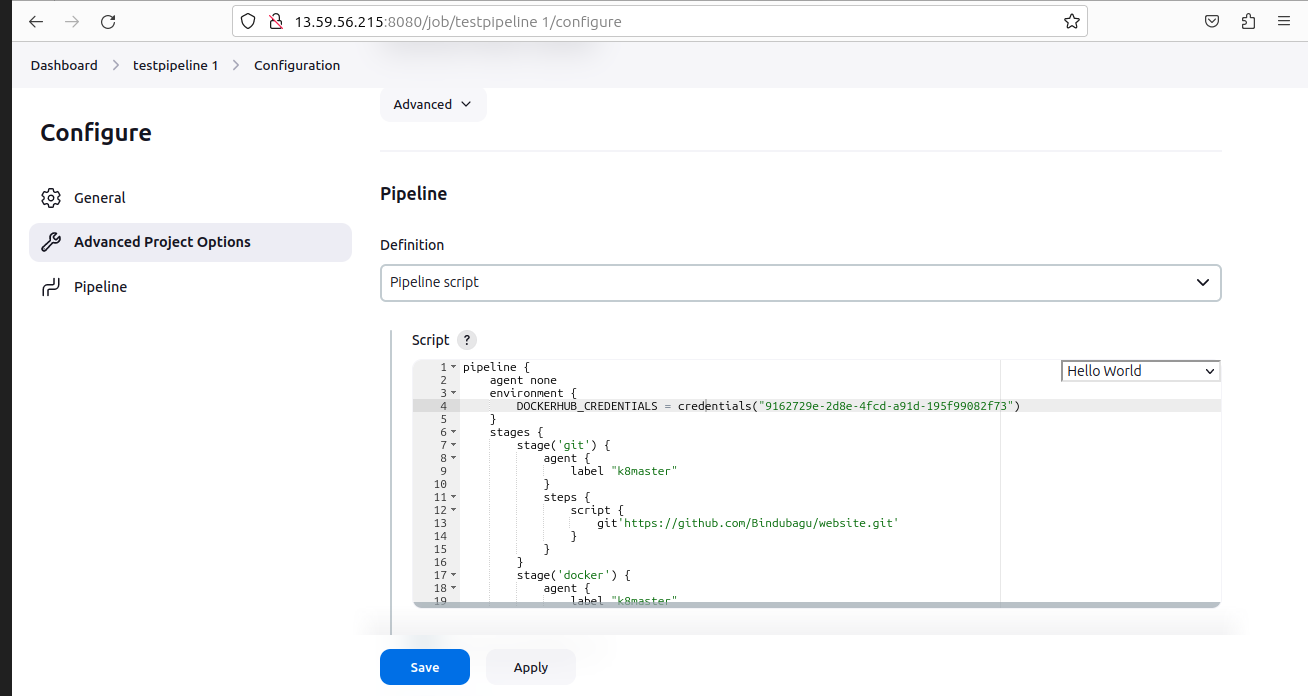 13.59.56.215:8080/job/testpipeline 1/configure
Dashboard > testpipeline 1 > Configuration
Configure
General
Advanced Project Options
Pipeline
Advanced
Pipeline
Definition
Pipeline script
Script ?
Hello World
1 pipeline {
2     agent none
3     environment {
4         DOCKERHUB_CREDENTIALS = credentials("9162729e-2d8e-4fcd-a91d-195f99082f73")
5     }
6     stages {
7         stage('git') {
8             agent {
9                 label "k8master"
10             }
11             steps {
12                 script {
13                     git'https://github.com/Bindubagu/website.git'
14                 }
15             }
16         }
17         stage('docker') {
18             agent {
19                 label "k8master"
Save
Apply